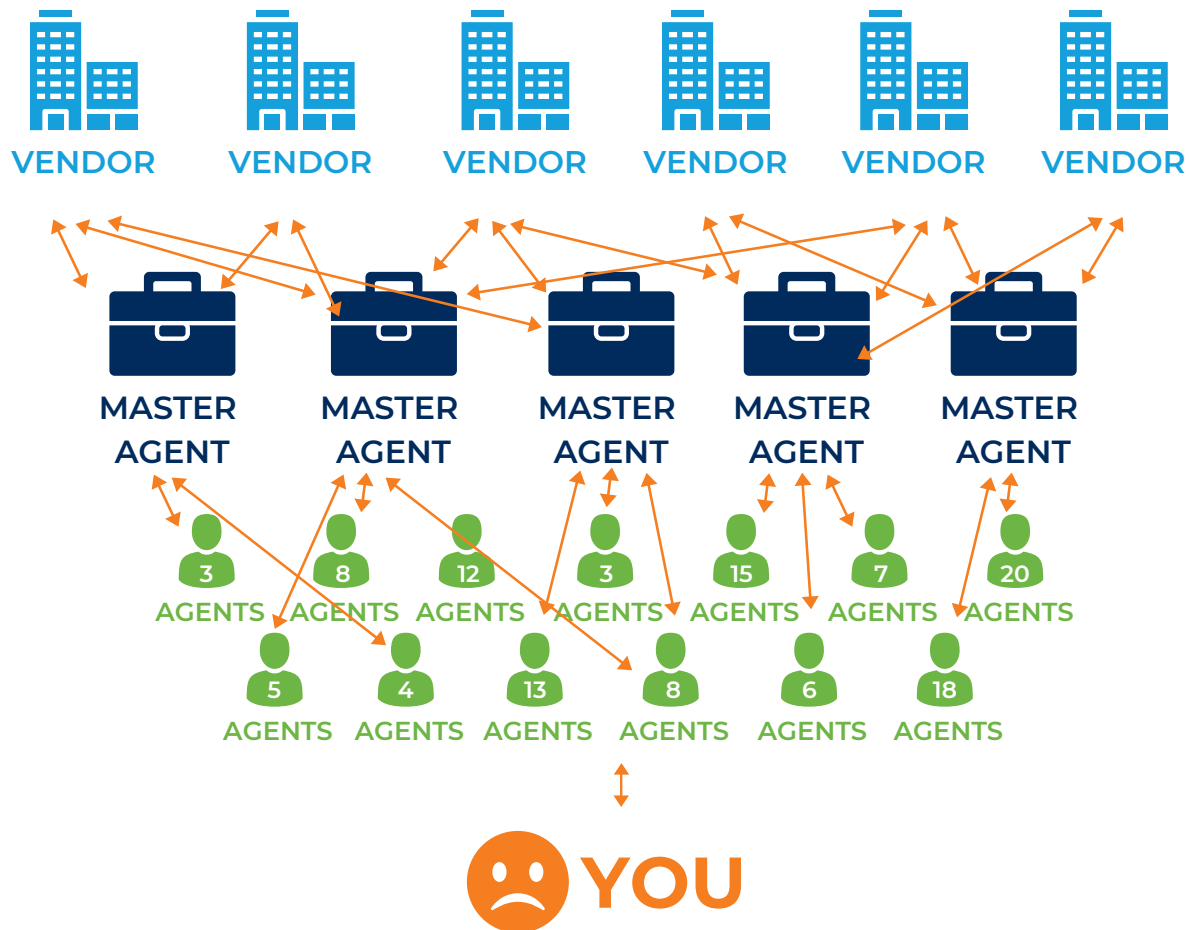 VENDOR VENDOR VENDOR VENDOR VENDOR VENDOR
MASTER MASTER MASTER MASTER MASTER
AGENT AGENT AGENT AGENT AGENT
3 8 12 3 15 7 20
AGENTS AGENTS AGENTS AGENTS AGENTS AGENTS AGENTS
5 4 13 8 6 18
AGENTS AGENTS AGENTS AGENTS AGENTS AGENTS
YOU